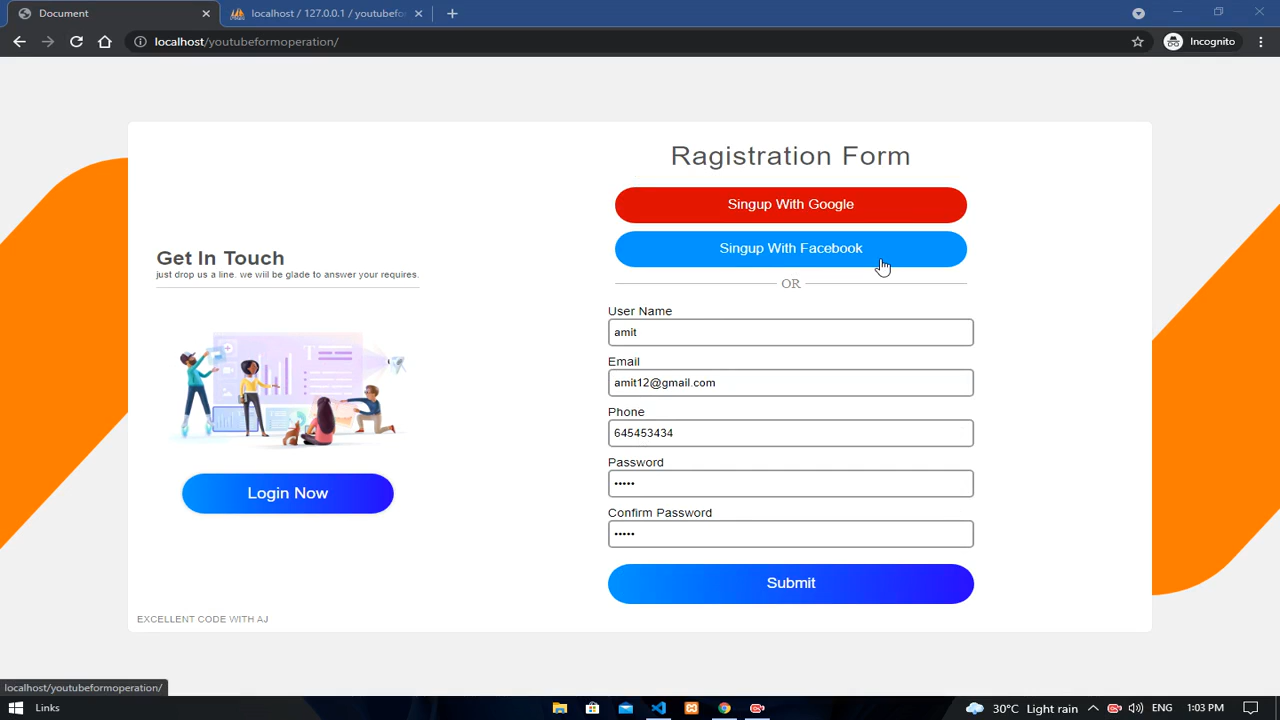 Document
localhost / 127.0.0.1 / youtubefor
localhost/youtubeformoperation/
Incognito
Ragistration Form
Singup With Google
Singup With Facebook
OR
Get In Touch
just drop us a line. we wiil be glade to answer your requires.
Login Now
EXCELLENT CODE WITH AJ
User Name
amit
Email
amit12@gmail.com
Phone
645453434
Password
•••••
Confirm Password
•••••
Submit
localhost/youtubeformoperation/
Links
30°C Light rain
ENG
1:03 PM